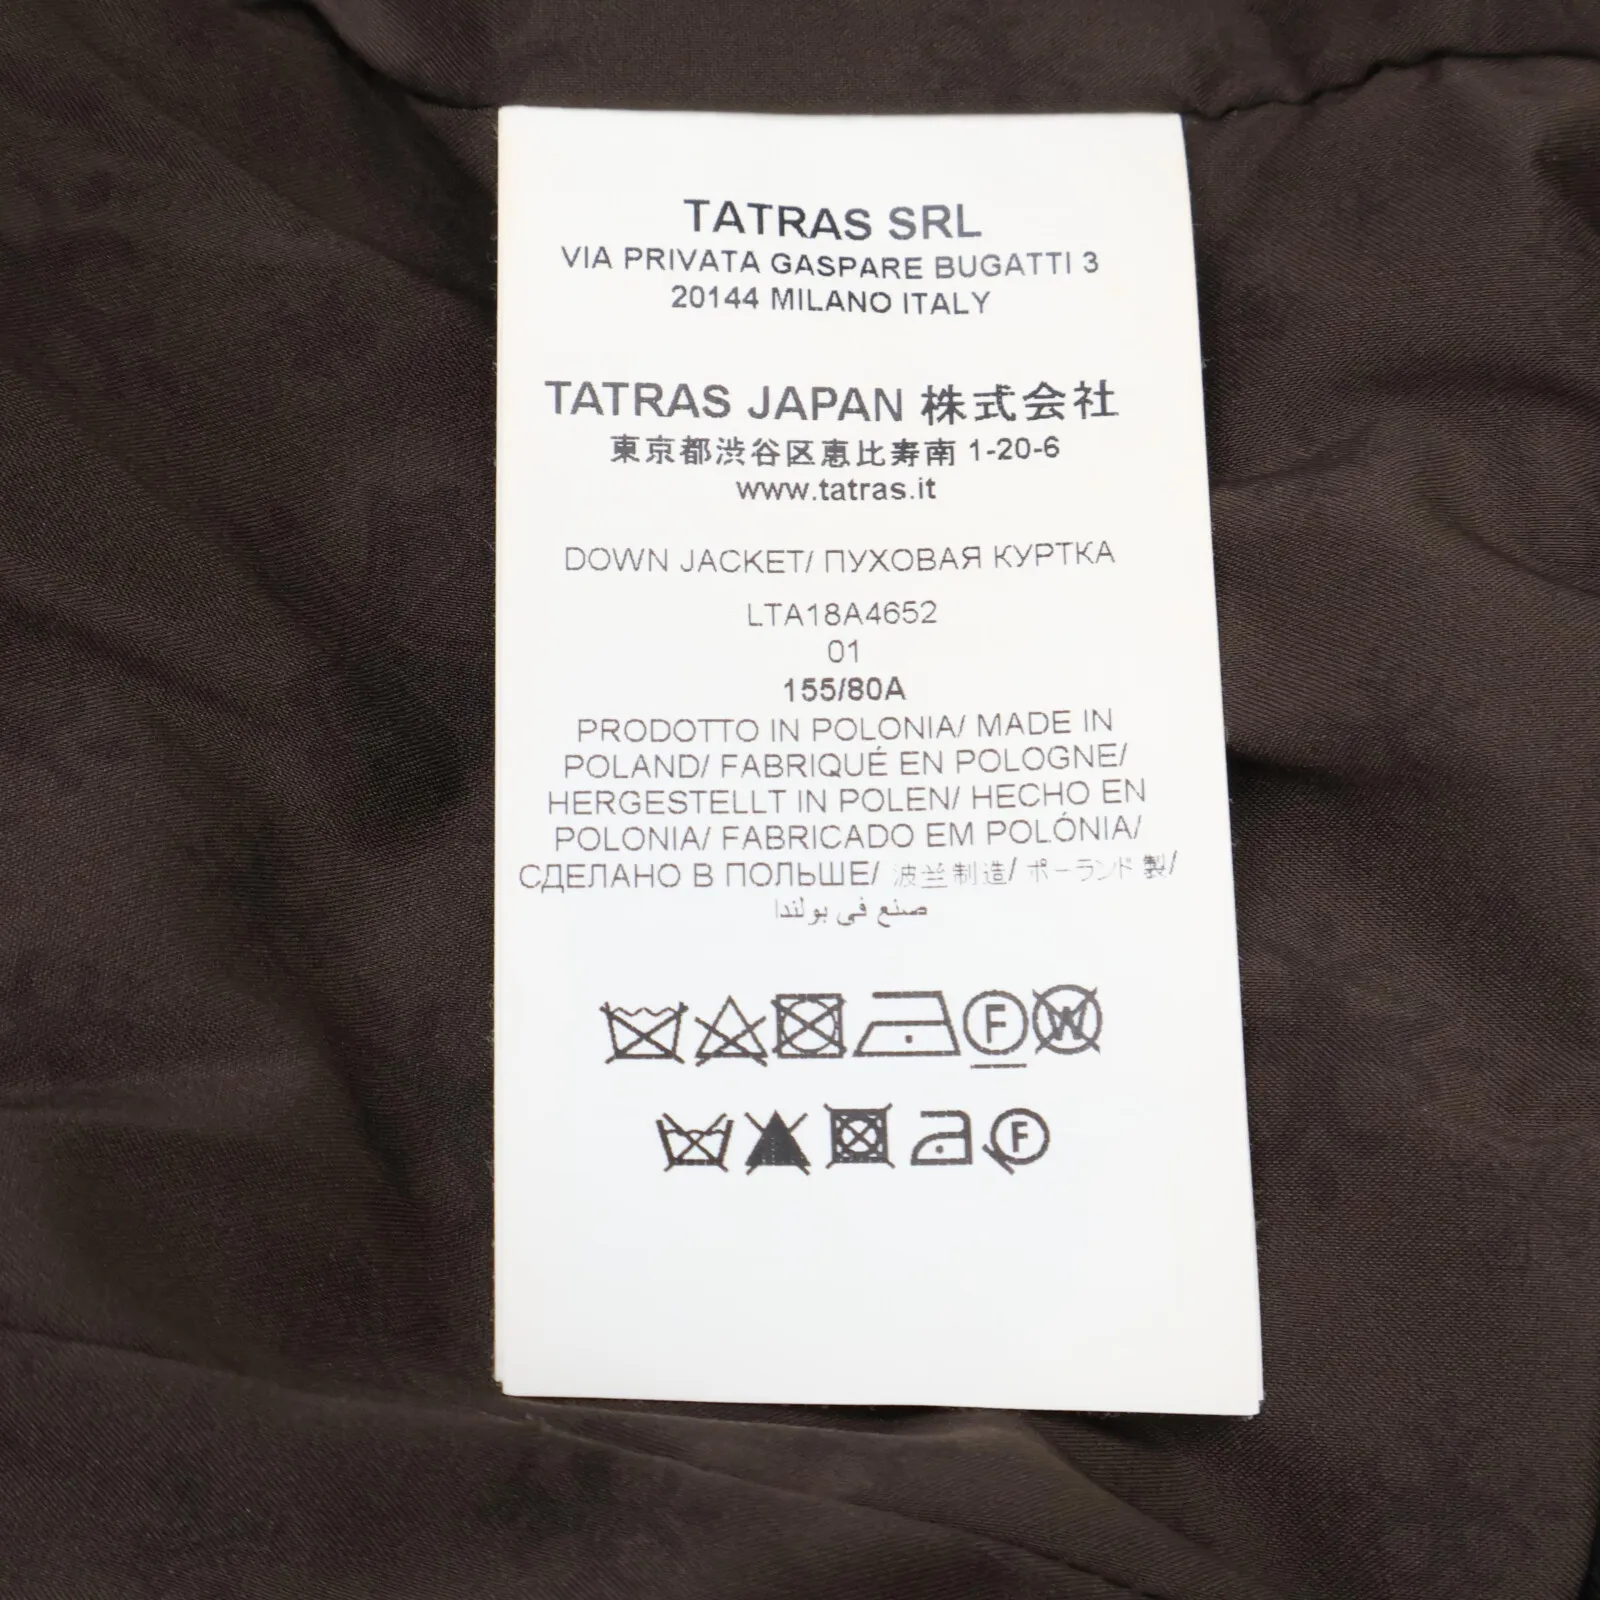 TATRAS SRL
VIA PRIVATA GASPARE BUGATTI 3
20144 MILANO ITALY
TATRAS JAPAN 株式会社
東京都渋谷区恵比寿南 1-20-6
www.tatras.it
DOWN JACKET/ ПУХОВАЯ КУРТКА
LTA18A4652
01
155/80A
PRODOTTO IN POLONIA/ MADE IN
POLAND/ FABRIQUÉ EN POLOGNE/
HERGESTELLT IN POLEN/ HECHO EN
POLONIA/ FABRICADO EM POLÓNIA/
СДЕЛАНО В ПОЛЬШЕ/ 波兰制造/ ポーランド製/
صنع في بولندا
F W
F